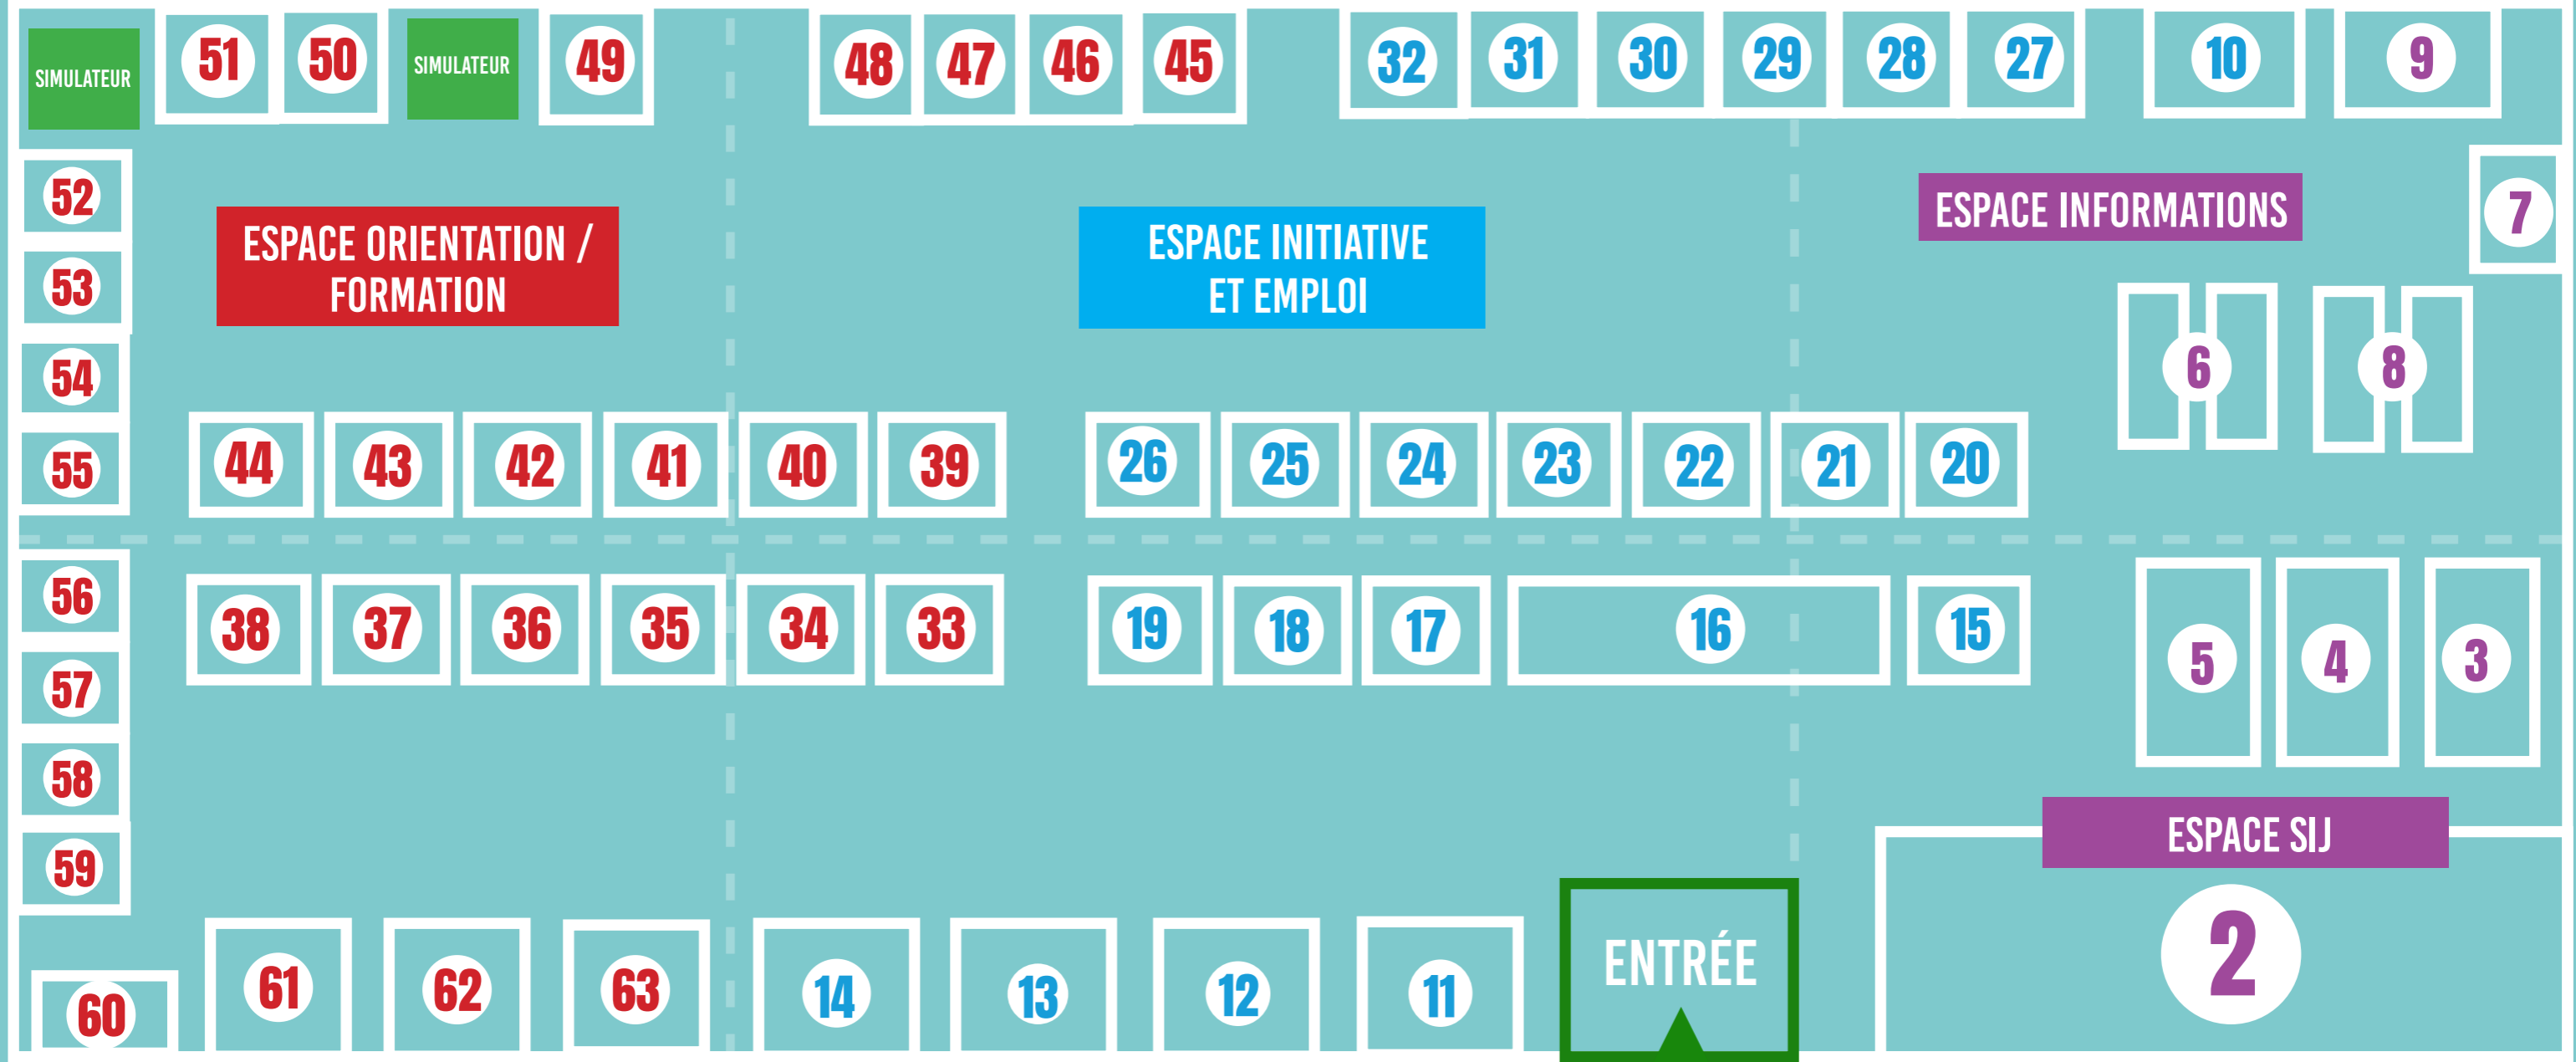 SIMULATEUR 51 50 SIMULATEUR 49 48 47 46 45 32 31 30 29 28 27 10 9
52
53
54
55
ESPACE ORIENTATION /
FORMATION
ESPACE INITIATIVE
ET EMPLOI
ESPACE INFORMATIONS
7
6 8
44 43 42 41 40 39 26 25 24 23 22 21 20
56
57
58
59
38 37 36 35 34 33 19 18 17 16 15
5 4 3
ESPACE SIJ
2
60 61 62 63 14 13 12 11
ENTRÉE